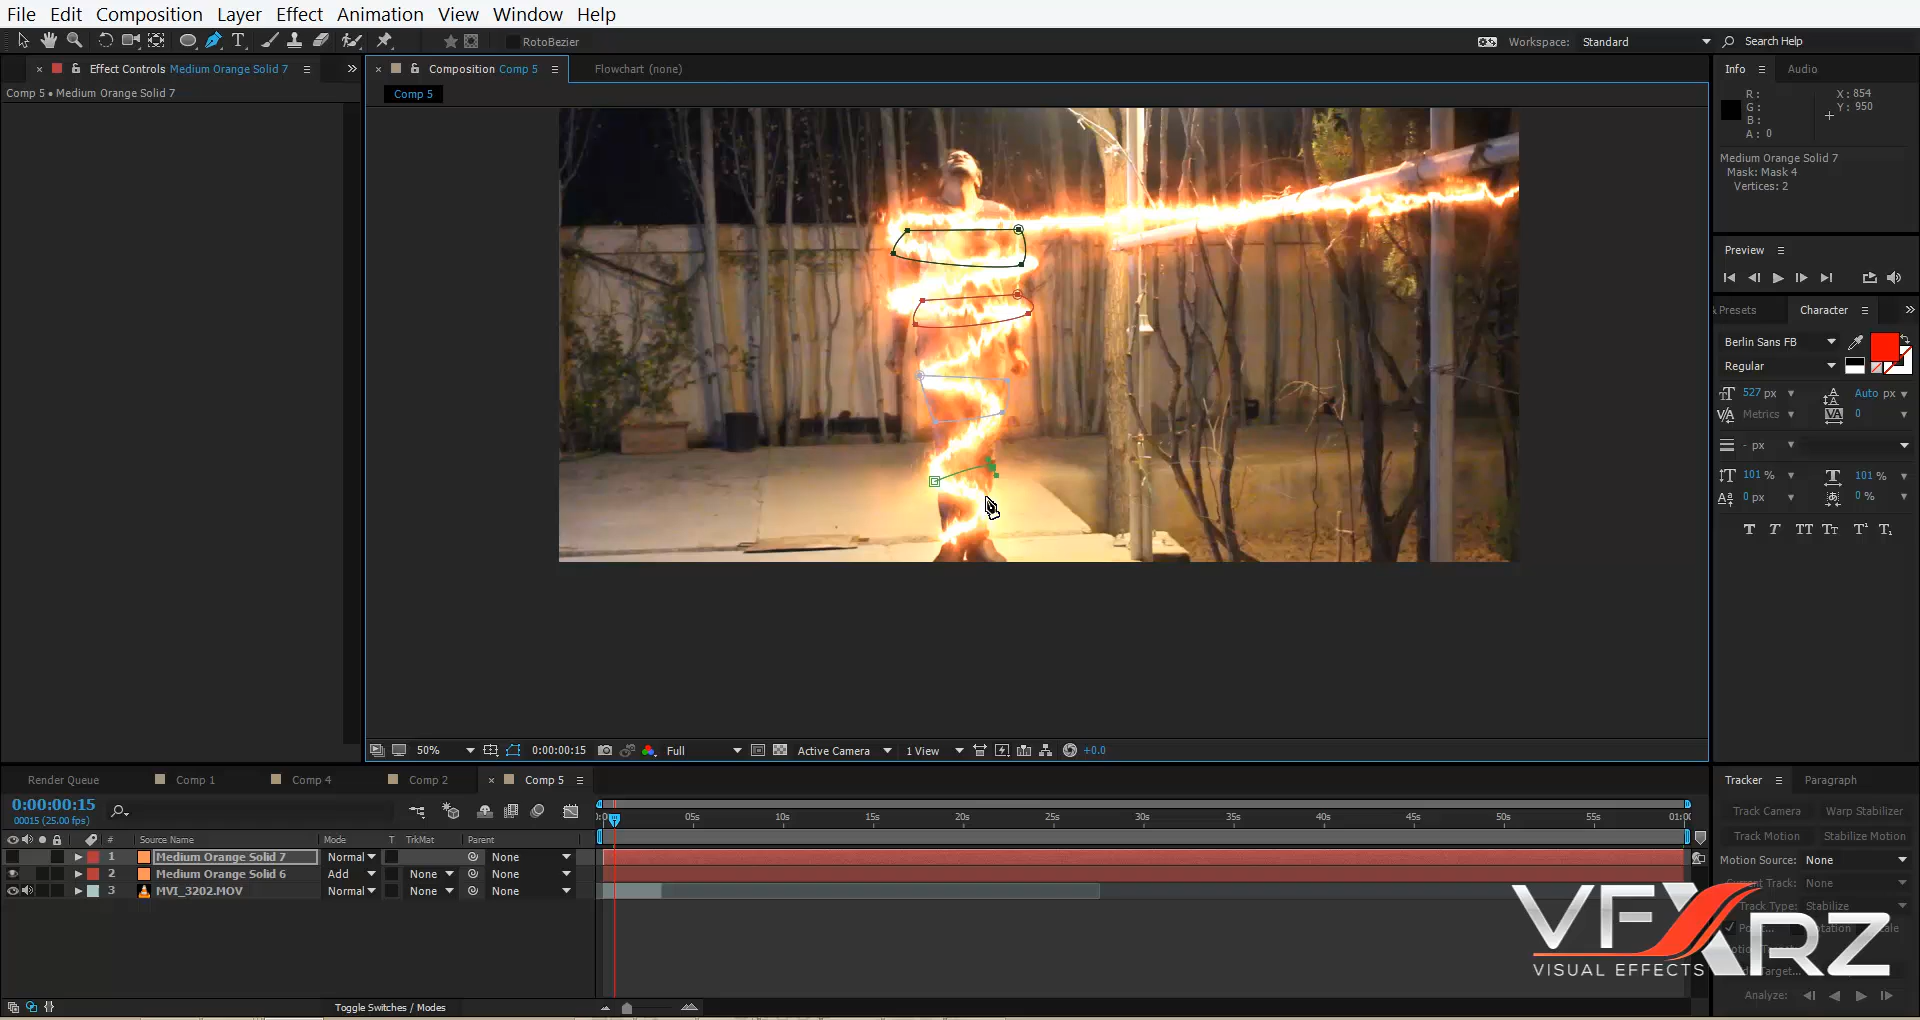 File Edit Composition Layer Effect Animation View Window Help
RotoBezier
Workspace: Standard
Search Help
Effect Controls Medium Orange Solid 7
Comp 5 • Medium Orange Solid 7
Composition Comp 5
Flowchart (none)
Comp 5
Info
Audio
R :
G :
B :
A : 0
X : 854
Y : 950
Medium Orange Solid 7
Mask: Mask 4
Vertices: 2
Preview
Presets
Character
Berlin Sans FB
Regular
527 px
Auto px
Metrics
0
- px
101 %
101 %
0 px
0 %
50%
0:00:00:15
Full
Active Camera
1 View
+0.0
Render Queue
Comp 1
Comp 4
Comp 2
Comp 5
0:00:00:15
00015 (25.00 fps)
05s 10s 15s 20s 25s 30s 35s 40s 45s 50s 55s
# Source Name Mode T TrkMat Parent
1 Medium Orange Solid 7 Normal None
2 Medium Orange Solid 6 Add None None
3 MVI_3202.MOV Normal None None
Toggle Switches / Modes
Tracker
Paragraph
Track Camera Warp Stabilizer
Track Motion Stabilize Motion
Motion Source: None
Current Track: None
Track Type: Stabilize
Analyze:
VFXARZ
VISUAL EFFECTS